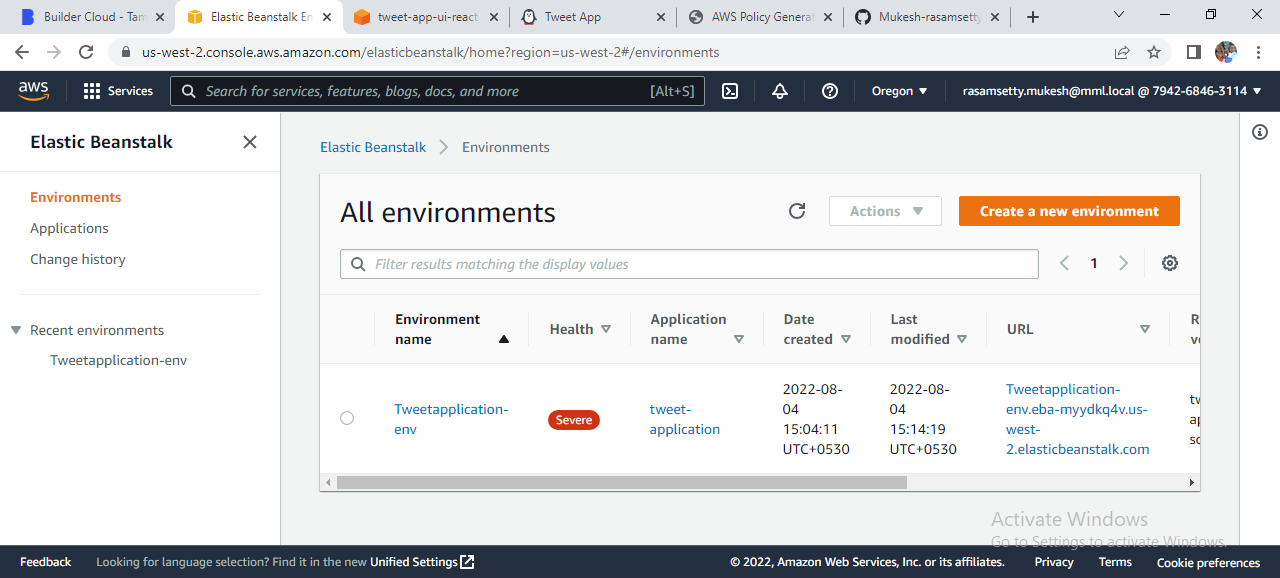 Builder Cloud - Tam
Elastic Beanstalk En
tweet-app-ui-react
Tweet App
AWS Policy Generat
Mukesh-rasamsetty
us-west-2.console.aws.amazon.com/elasticbeanstalk/home?region=us-west-2#/environments
aws
Services
Search for services, features, blogs, docs, and more
[Alt+S]
Oregon
rasamsetty.mukesh@mml.local @ 7942-6846-3114
Elastic Beanstalk
Environments
Applications
Change history
Recent environments
Tweetapplication-env
Elastic Beanstalk
Environments
All environments
Actions
Create a new environment
Filter results matching the display values
1
Environment
name
Health
Application
name
Date
created
Last
modified
URL
R
ve
Tweetapplication-
env
Severe
tweet-
application
2022-08-
04
15:04:11
UTC+0530
2022-08-
04
15:14:19
UTC+0530
Tweetapplication-
env.eba-myydkq4v.us-
west-
2.elasticbeanstalk.com
Activate Windows
Go to Settings to activate Windows.
Feedback
Looking for language selection? Find it in the new Unified Settings
© 2022, Amazon Web Services, Inc. or its affiliates.
Privacy
Terms
Cookie preferences